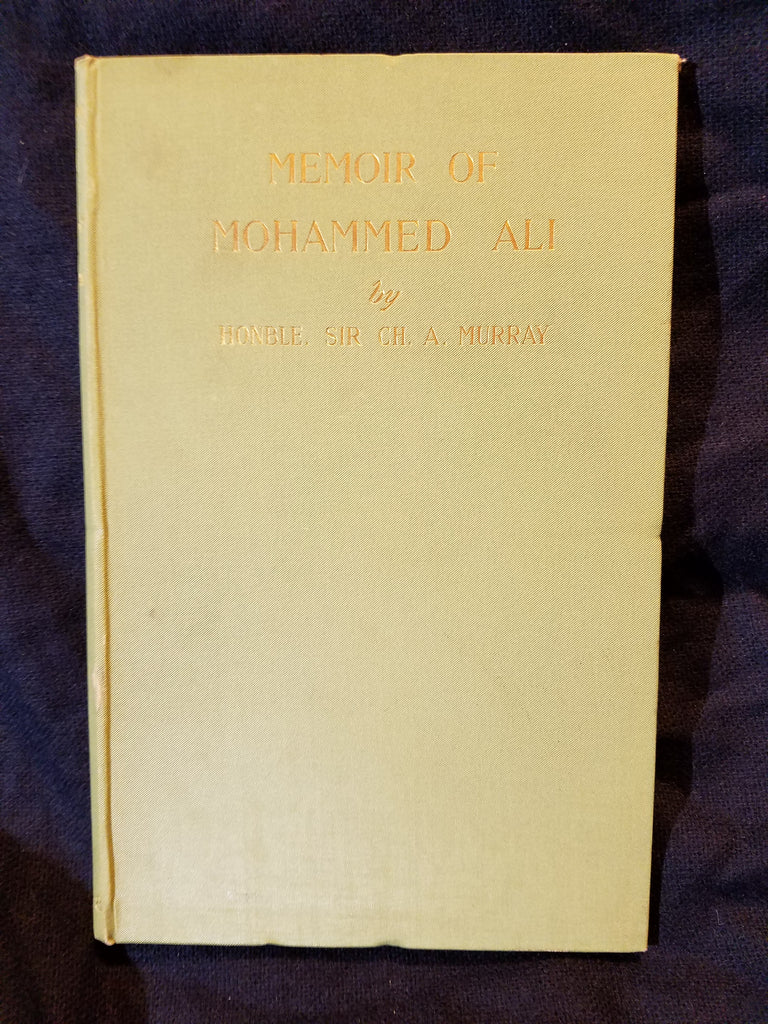 MEMOIR OF
MOHAMMED ALI
by
HONBLE. SIR CH. A. MURRAY